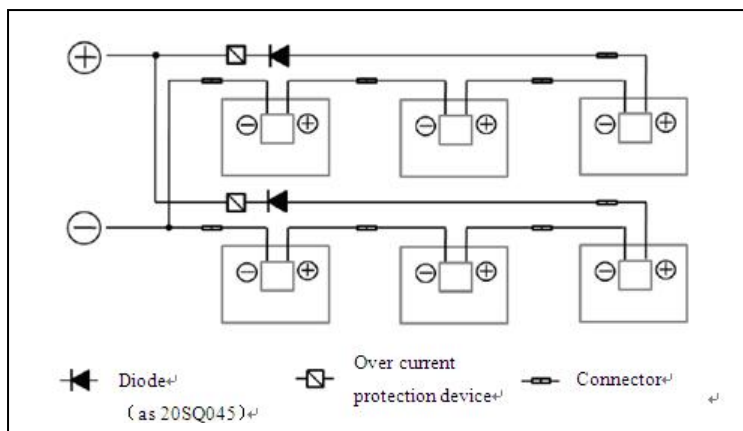 ⊕
⊖ ⊕ ⊖ ⊕ ⊖ ⊕
⊖
⊖ ⊕ ⊖ ⊕ ⊖ ⊕
Diode↵
(as 20SQ045)↵
Over current
protection device↵
Connector↵
↵